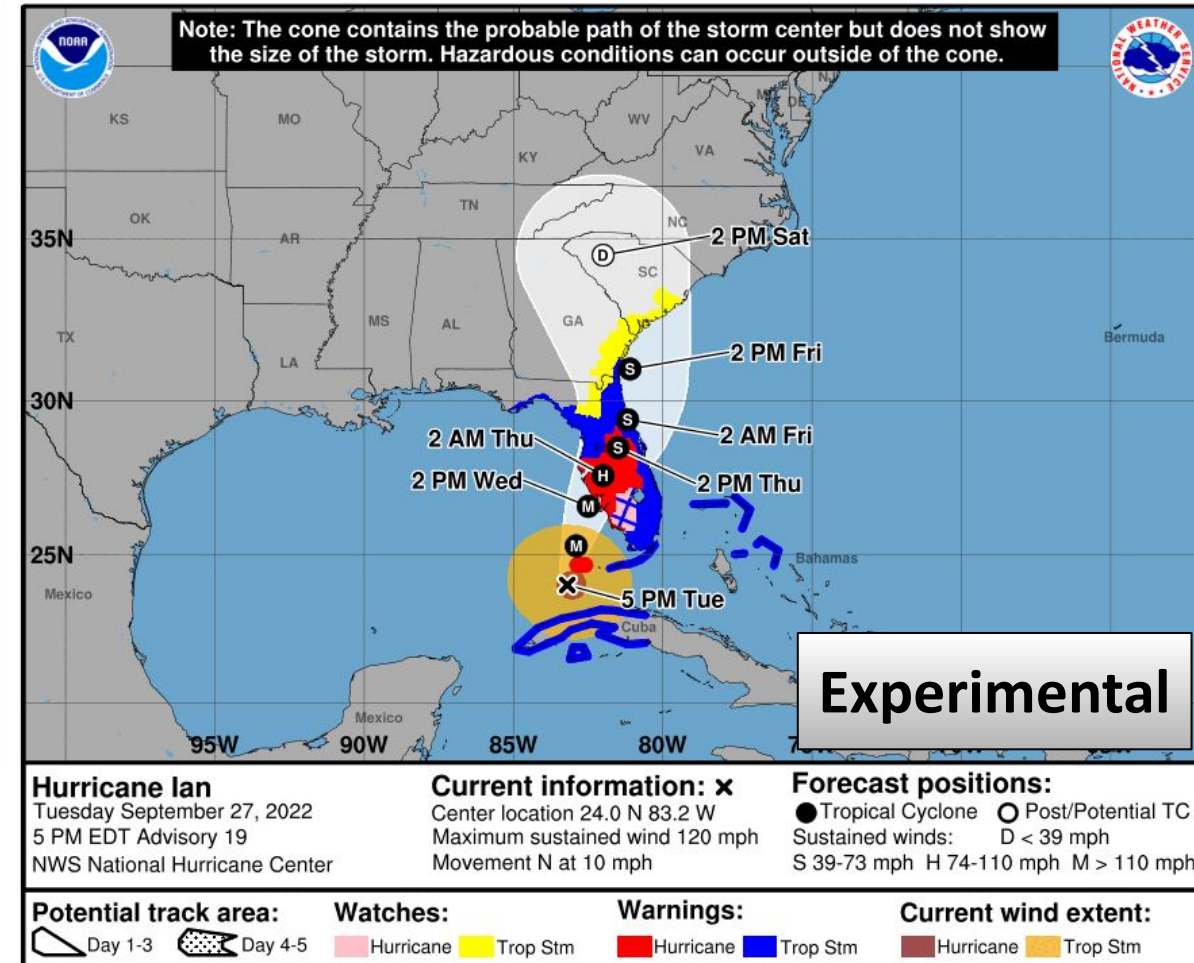 Note: The cone contains the probable path of the storm center but does not show
the size of the storm. Hazardous conditions can occur outside of the cone.
NOAA
NATIONAL WEATHER SERVICE
KS
MO
KY
WV
VA
NJ
DE
OK
AR
TN
NC
35N
2 PM Sat
D
SC
TX
LA
MS
AL
GA
Bermuda
2 PM Fri
S
30N
2 AM Fri
S
2 AM Thu
S
2 PM Thu
H
2 PM Wed
M
M
25N
Bahamas
Mexico
5 PM Tue
Cuba
Experimental
Mexico
95W
90W
85W
80W
Hurricane Ian
Tuesday September 27, 2022
5 PM EDT Advisory 19
NWS National Hurricane Center
Current information: ×
Center location 24.0 N 83.2 W
Maximum sustained wind 120 mph
Movement N at 10 mph
Forecast positions:
● Tropical Cyclone ○ Post/Potential TC
Sustained winds: D < 39 mph
S 39-73 mph H 74-110 mph M > 110 mph
Potential track area:
Day 1-3 Day 4-5
Watches:
Hurricane Trop Stm
Warnings:
Hurricane Trop Stm
Current wind extent:
Hurricane Trop Stm